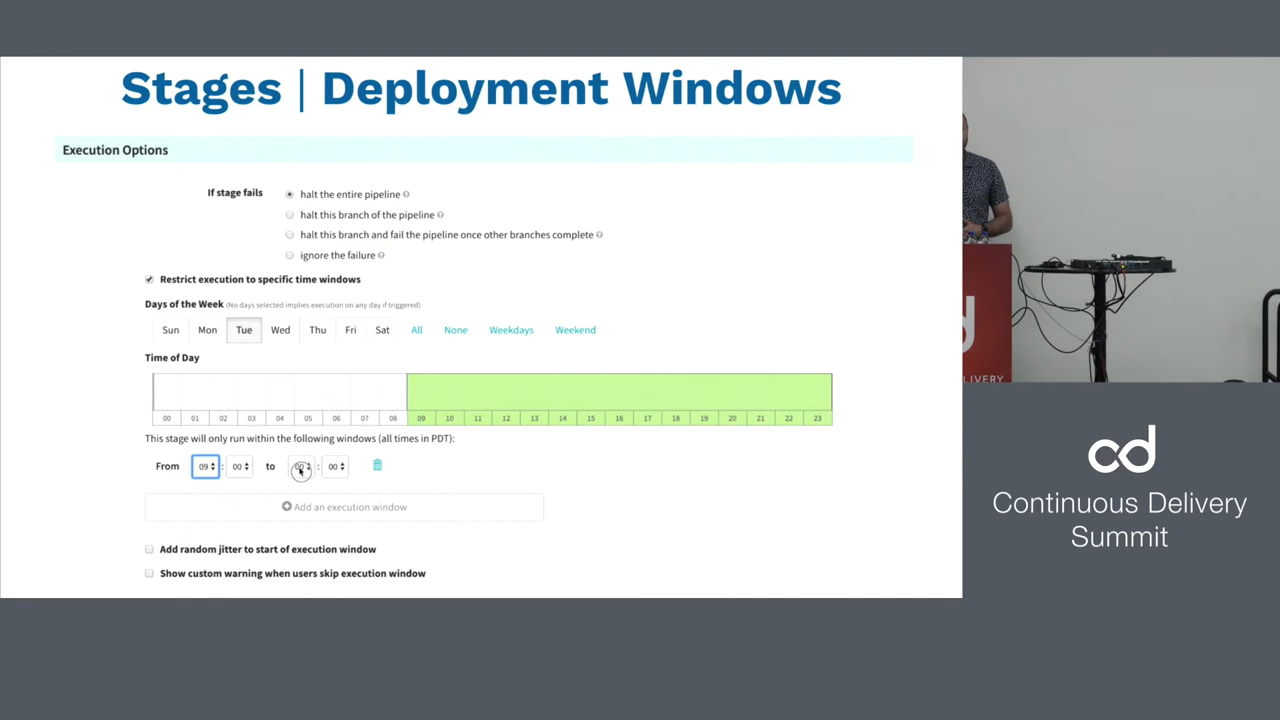 Stages | Deployment Windows
Execution Options
If stage fails
halt the entire pipeline
halt this branch of the pipeline
halt this branch and fail the pipeline once other branches complete
ignore the failure
Restrict execution to specific time windows
Days of the Week (No days selected implies execution on any day if triggered)
Sun Mon Tue Wed Thu Fri Sat All None Weekdays Weekend
Time of Day
00 01 02 03 04 05 06 07 08 09 10 11 12 13 14 15 16 17 18 19 20 21 22 23
This stage will only run within the following windows (all times in PDT):
From 09 : 00 to 00 : 00
Add an execution window
Add random jitter to start of execution window
Show custom warning when users skip execution window
d
LIVERY
cd
Continuous Delivery
Summit